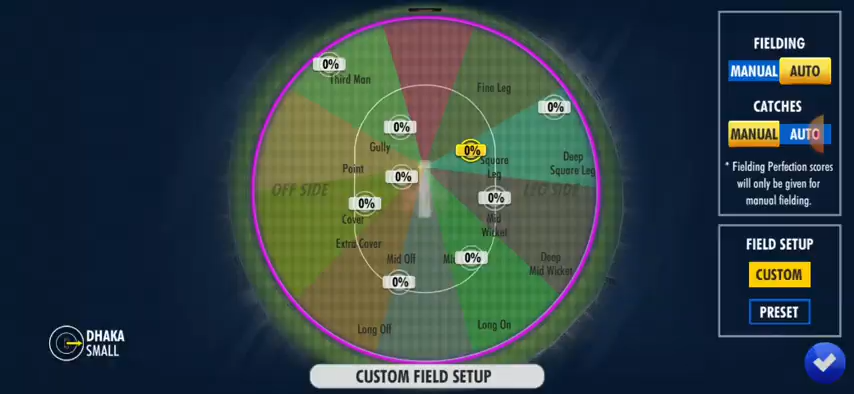 FIELDING
MANUAL AUTO
CATCHES
MANUAL AUTO
* Fielding Perfection scores
will only be given for
manual fielding.
FIELD SETUP
CUSTOM
PRESET
0%
Third Man
Finn Leg
0%
0%
Gully
0%
Square
Leg
Deep
Square Leg
Point
0%
OFF SIDE
LEG SIDE
0%
0%
Cover
Mid
Wicket
Extra Cover
Mid Off
0%
Deep
Mid Wicket
0%
Long Off
Long On
DHAKA
SMALL
CUSTOM FIELD SETUP